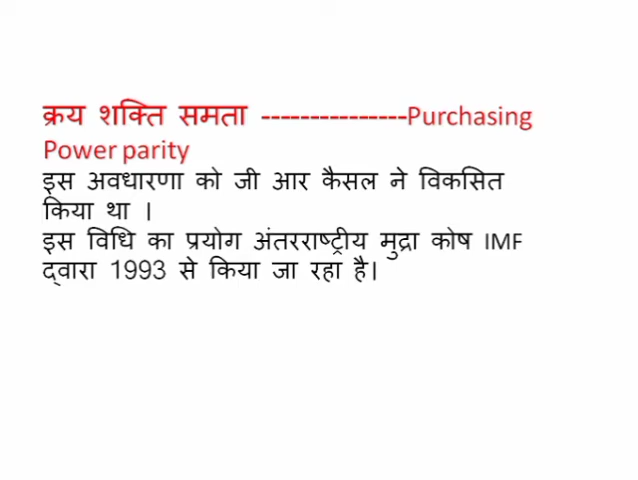 क्रय शक्ति समता ---------------Purchasing
Power parity
इस अवधारणा को जी आर कैसल ने विकसित
किया था ।
इस विधि का प्रयोग अंतरराष्ट्रीय मुद्रा कोष IMF
द्वारा 1993 से किया जा रहा है।